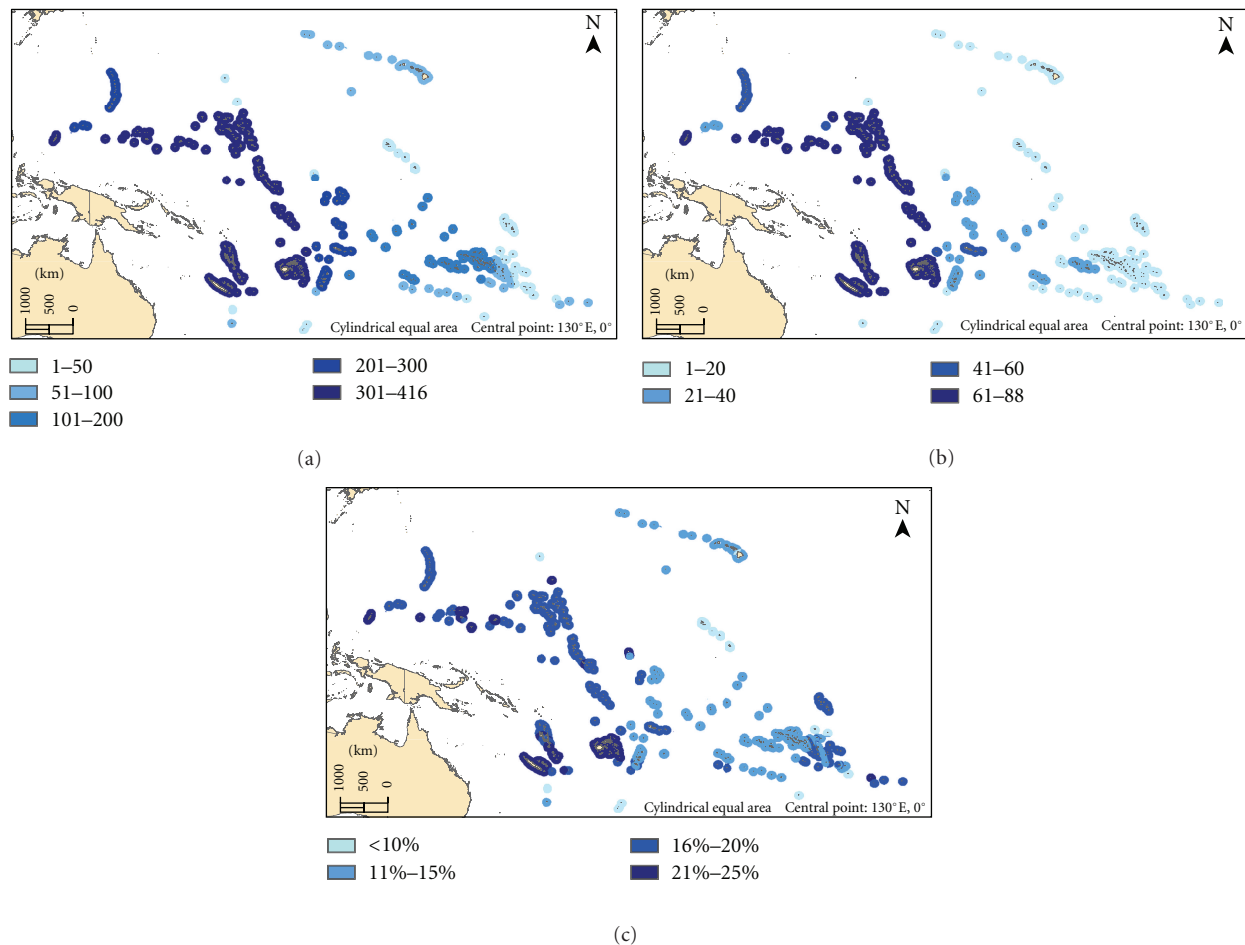 N
(km)
1000
500
0
Cylindrical equal area Central point: 130°E, 0°
1–50
51–100
101–200
201–300
301–416
(a)
N
(km)
1000
500
0
Cylindrical equal area Central point: 130°E, 0°
1–20
21–40
41–60
61–88
(b)
N
(km)
1000
500
0
Cylindrical equal area Central point: 130°E, 0°
<10%
11%–15%
16%–20%
21%–25%
(c)